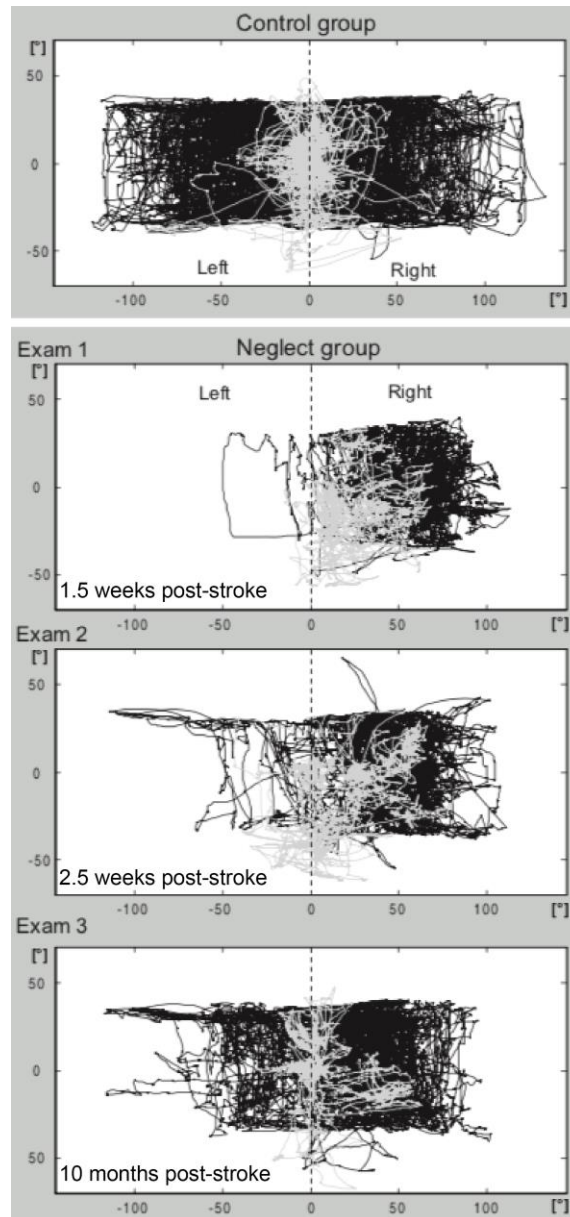 Control group
[°]
50
0
-50
Left Right
-100 -50 0 50 100 [°]
Exam 1 Neglect group
[°]
50
0
-50
Left Right
1.5 weeks post-stroke
-100 -50 0 50 100 [°]
Exam 2
[°]
50
0
-50
2.5 weeks post-stroke
-100 -50 0 50 100 [°]
Exam 3
[°]
50
0
50
10 months post-stroke
-100 -50 0 50 100 [°]